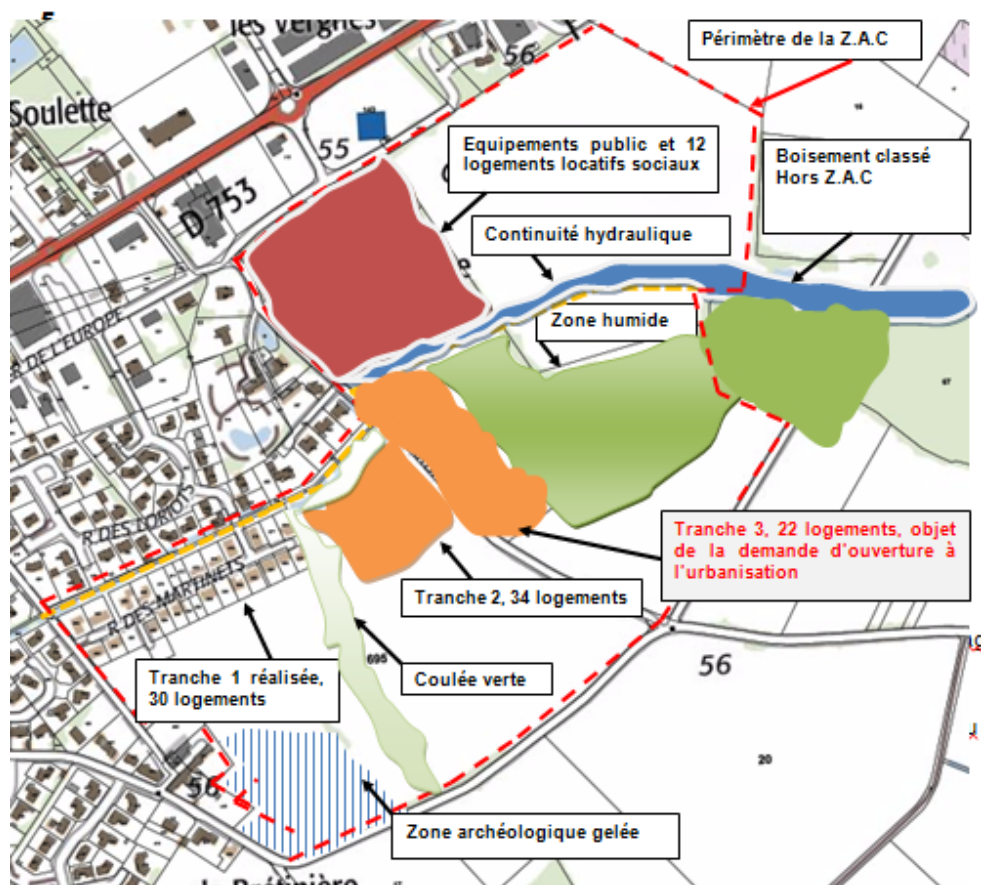 les Vergnes
56
Périmètre de la Z.A.C
Soulette
55
Equipements public et 12
logements locatifs sociaux
Boisement classé
Hors Z.A.C
D 753
Continuité hydraulique
Zone humide
R DE L'EUROPE
R DES LORIOTS
R DES MARTINETS
Tranche 3, 22 logements, objet
de la demande d'ouverture à
l'urbanisation
Tranche 2, 34 logements
Tranche 1 réalisée,
30 logements
695
Coulée verte
56
20
56
Zone archéologique gelée